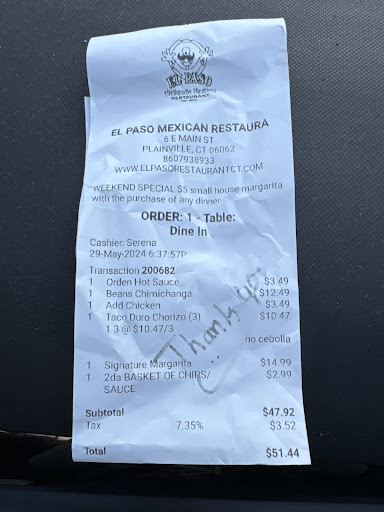 EL PASO
Authentic Mexican
RESTAURANT
EL PASO MEXICAN RESTAURA
6 E MAIN ST
PLAINVILLE, CT 06062
8607938933
WWW.ELPASORESTAURANTCT.COM
WEEKEND SPECIAL $5 small house margarita
with the purchase of any dinner
ORDER: 1 - Table:
Dine In
Cashier: Serena
29-May-2024 6:37:57P
Transaction 200682
1 Orden Hot Sauce $3.49
1 Beans Chimichanga $12.49
1 Add Chicken $3.49
1 Taco Duro Chorizo (3) $10.47
1 3 @ $10.47/3
no cebolla
Thank you
1 Signature Margarita $14.99
1 2da BASKET OF CHIPS/ $2.99
SAUCE
Subtotal $47.92
Tax 7.35% $3.52
Total $51.44